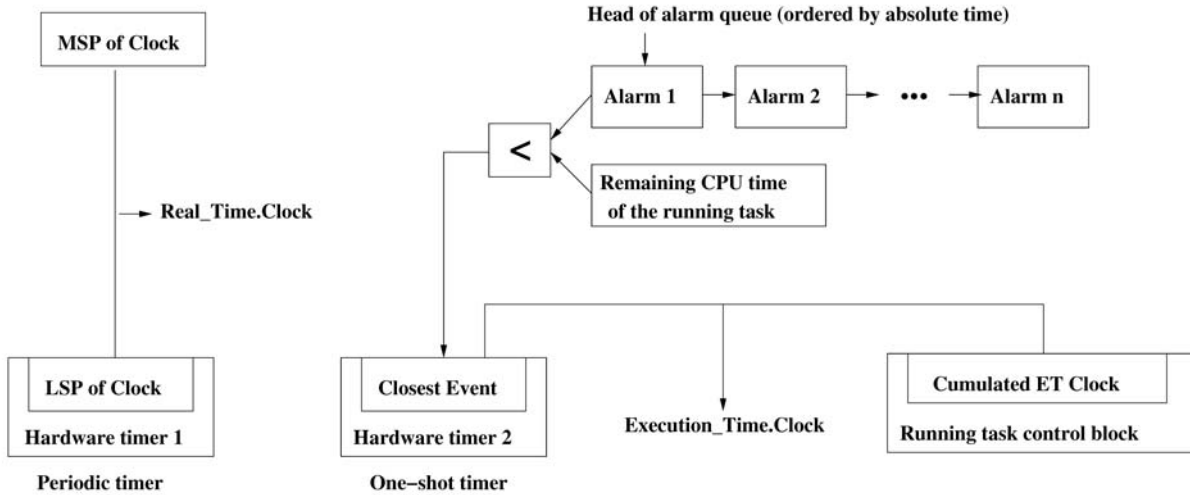 Head of alarm queue (ordered by absolute time)
MSP of Clock
Alarm 1
Alarm 2
•••
Alarm n
<
Remaining CPU time
of the running task
Real_Time.Clock
LSP of Clock
Hardware timer 1
Periodic timer
Closest Event
Hardware timer 2
One−shot timer
Execution_Time.Clock
Cumulated ET Clock
Running task control block